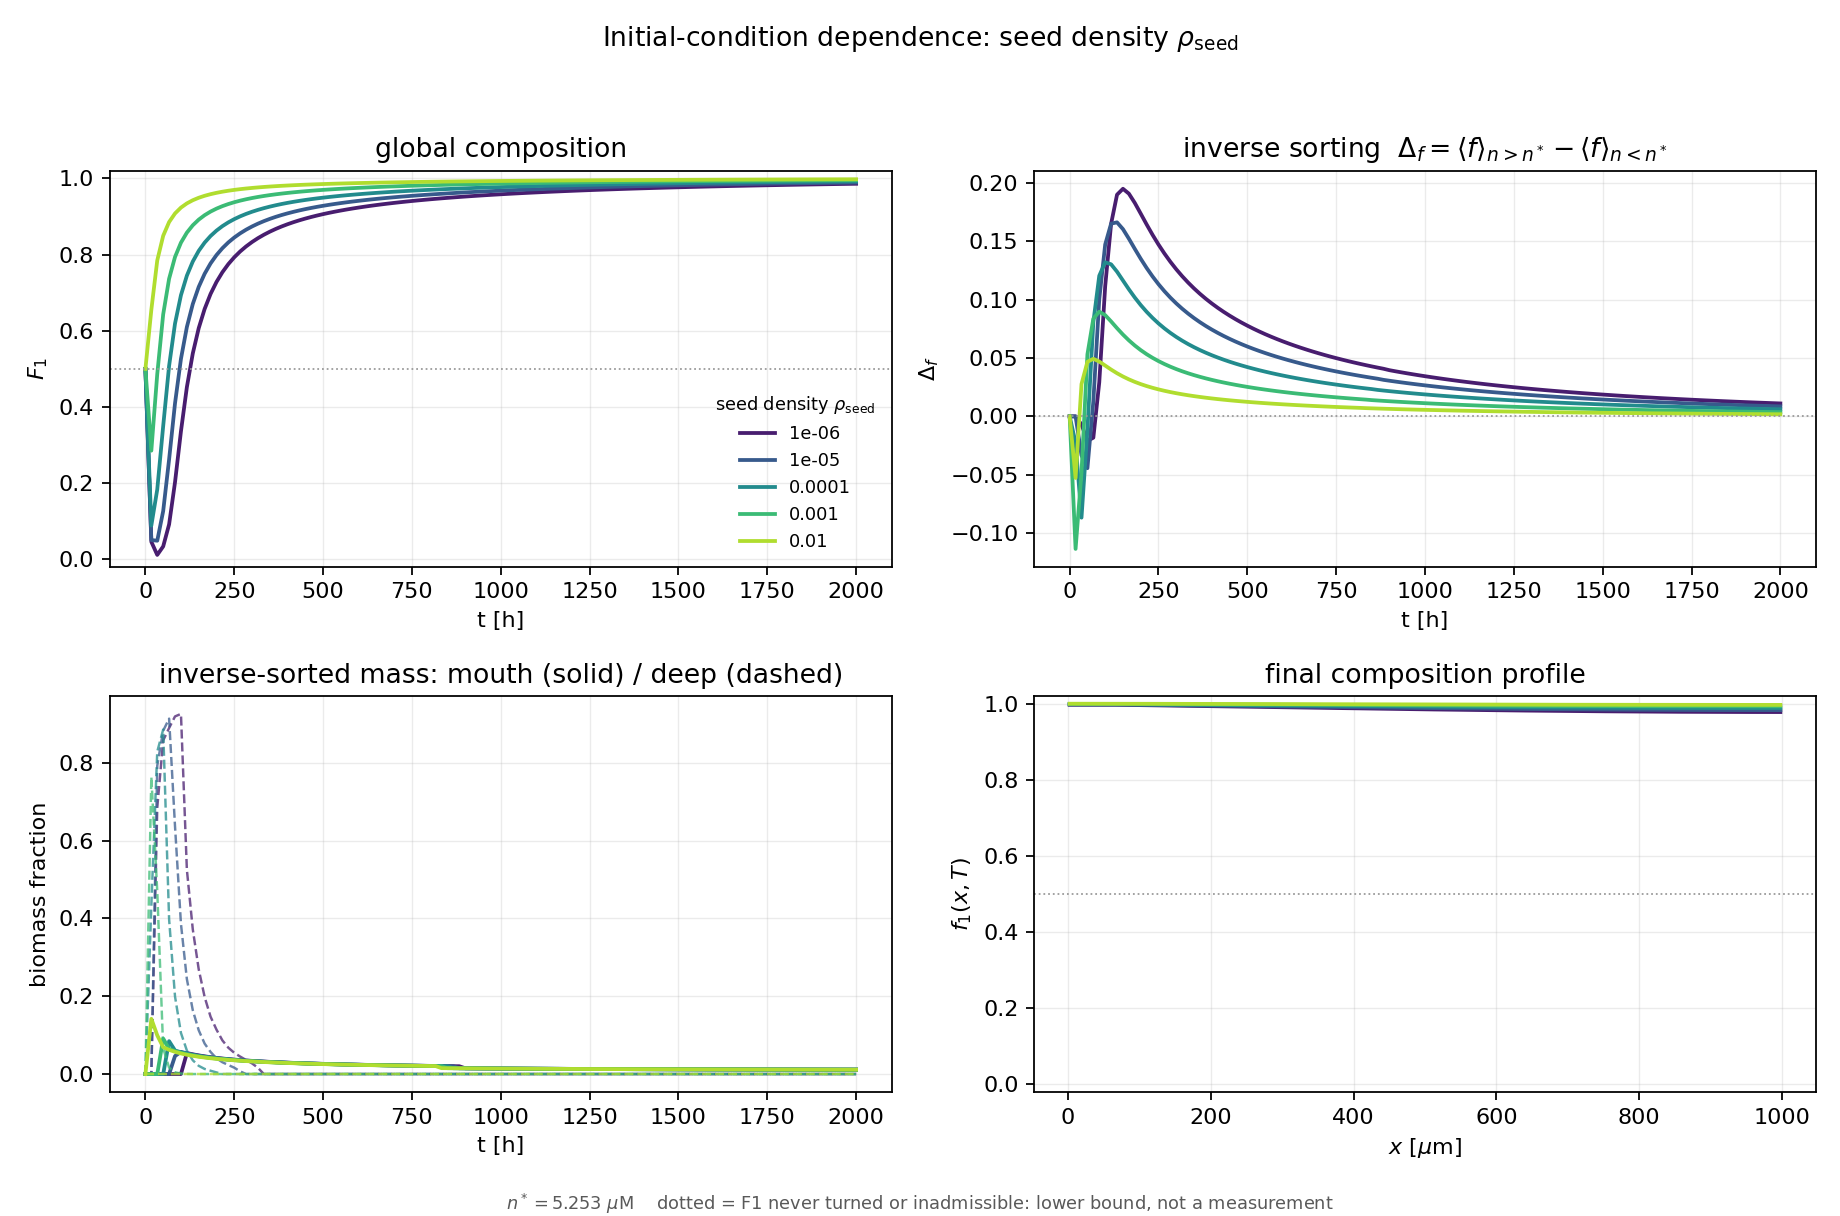 Initial-condition dependence: seed density ρseed
global composition
1.0
0.8
0.6
0.4
0.2
0.0
F1
0 250 500 750 1000 1250 1500 1750 2000
t [h]
seed density ρseed
1e-06
1e-05
0.0001
0.001
0.01
inverse sorting Δf = ⟨f⟩n>n* − ⟨f⟩n<n*
0.20
0.15
0.10
0.05
0.00
−0.05
−0.10
Δf
0 250 500 750 1000 1250 1500 1750 2000
t [h]
inverse-sorted mass: mouth (solid) / deep (dashed)
0.8
0.6
0.4
0.2
0.0
biomass fraction
0 250 500 750 1000 1250 1500 1750 2000
t [h]
final composition profile
1.0
0.8
0.6
0.4
0.2
0.0
f1(x, T)
0 200 400 600 800 1000
x [μm]
n* = 5.253 μM dotted = F1 never turned or inadmissible: lower bound, not a measurement